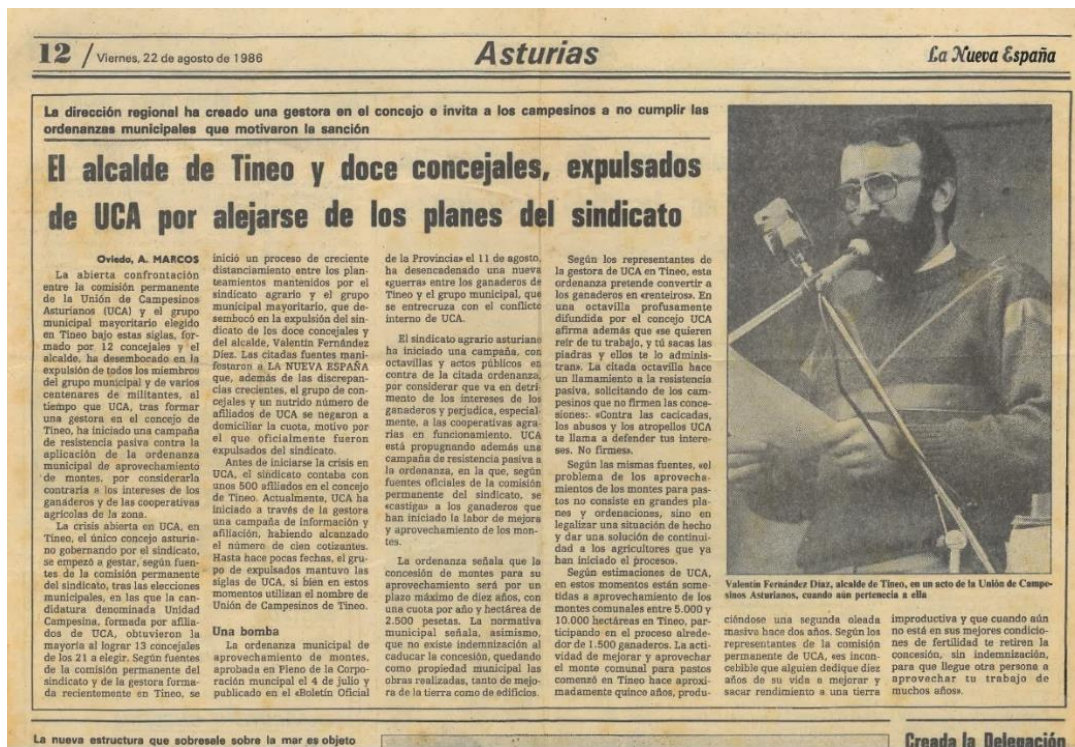 12 / Viernes, 22 de agosto de 1986
Asturias
La Nueva España
La dirección regional ha creado una gestora en el concejo e invita a los campesinos a no cumplir las
ordenanzas municipales que motivaron la sanción
El alcalde de Tineo y doce concejales, expulsados
de UCA por alejarse de los planes del sindicato
Oviedo, A. MARCOS
La abierta confrontación
entre la comisión permanente
de la Unión de Campesinos
Asturianos (UCA) y el grupo
municipal mayoritario elegido
en Tineo bajo estas siglas, for-
mado por 12 concejales y el
alcalde, ha desembocado en la
expulsión de todos los miembros
del grupo municipal y de varios
centenares de militantes, al
tiempo que UCA, tras formar
una gestora en el concejo de
Tineo, ha iniciado una campaña
de resistencia pasiva contra la
aplicación de la ordenanza
municipal de aprovechamiento
de montes, por considerarla
contraria a los intereses de los
ganaderos y de las cooperativas
agrícolas de la zona.
La crisis abierta en UCA, en
Tineo, el único concejo asturia-
no gobernando por el sindicato,
se empezó a gestar, según fuen-
tes de la comisión permanente
del sindicato, tras las elecciones
municipales, en las que la can-
didatura denominada Unidad
Campesina, formada por afilia-
dos de UCA, obtuvieron la
mayoría al lograr 13 concejales
de los 21 a elegir. Según fuentes
de la comisión permanente del
sindicato y de la gestora forma-
da recientemente en Tineo, se
inició un proceso de creciente
distanciamiento entre los plan-
teamientos mantenidos por el
sindicato agrario y el grupo
municipal mayoritario, que de-
sembocó en la expulsión del sin-
dicato de los doce concejales y
del alcalde, Valentín Fernández
Díez. Las citadas fuentes mani-
festaron a LA NUEVA ESPAÑA
que, además de las discrepan-
cias crecientes, el grupo de con-
cejales y un nutrido número de
afiliados de UCA se negaron a
domiciliar la cuota, motivo por
el que oficialmente fueron
expulsados del sindicato.
Antes de iniciarse la crisis en
UCA, el sindicato contaba con
unos 500 afiliados en el concejo
de Tineo. Actualmente, UCA ha
iniciado a través de la gestora
una campaña de información y
afiliación, habiendo alcanzado
el número de cien cotizantes.
Hasta hace pocas fechas, el gru-
po de expulsados mantuvo las
siglas de UCA, si bien en estos
momentos utilizan el nombre de
Unión de Campesinos de Tineo.
Una bomba
La ordenanza municipal de
aprovechamiento de montes,
aprobada en Pleno de la Corpo-
ración muncipal el 4 de julio y
publicado en el «Boletín Oficial
de la Provincia» el 11 de agosto,
ha desencadenado una nueva
«guerra» entre los ganaderos de
Tineo y el grupo municipal, que
se entrecruza con el conflicto
interno de UCA.
El sindicato agrario asturiano
ha iniciado una campaña, con
octavillas y actos públicos en
contra de la citada ordenanza,
por considerar que va en detri-
mento de los intereses de los
ganaderos y perjudica, especial-
mente, a las cooperativas agra-
rias en funcionamiento. UCA
está propugnando además una
campaña de resistencia pasiva a
la ordenanza, en la que, según
fuentes oficiales de la comisión
permanente del sindicato, se
«castiga» a los ganaderos que
han iniciado la labor de mejora
y aprovechamiento de los mon-
tes.
La ordenanza señala que la
concesión de montes para su
aprovechamiento será por un
plazo máximo de diez años, con
una cuota por año y hectárea de
2.500 pesetas. La normativa
municipal señala, asimismo,
que no existe indemnización al
caducar la concesión, quedando
como propiedad municipal las
obras realizadas, tanto de mejo-
ra de la tierra como de edificios.
Según los representantes de
la gestora de UCA en Tineo, esta
ordenanza pretende convertir a
los ganaderos en «renteiros». En
una octavilla profusamente
difundida por el concejo UCA
afirma además que «se quieren
reír de tu trabajo, y tú sacas las
piadras y ellos te lo adminis-
tran». La citada octavilla hace
un llamamiento a la resistencia
pasiva, solicitando de los cam-
pesinos que no firmen las conce-
siones: «Contra las cacicadas,
los abusos y los atropellos UCA
te llama a defender tus intere-
ses. No firmes».
Según las mismas fuentes, «el
problema de los aprovecha-
mientos de los montes para pas-
tos no consiste en grandes pla-
nes y ordenaciones, sino en
legalizar una situación de hecho
y dar una solución de continui-
dad a los agricultores que ya
han iniciado el proceso».
Según estimaciones de UCA,
en estos momentos están some-
tidas a aprovechamiento de los
montes comunales entre 5.000 y
10.000 hectáreas en Tineo, par-
ticipando en el proceso alrede-
dor de 1.500 ganaderos. La acti-
vidad de mejorar y aprovechar
el monte comunal para pastos
comenzó en Tineo hace aproxi-
madamente quince años, produ-
Valentín Fernández Díaz, alcalde de Tineo, en un acto de la Unión de Campe-
sinos Asturianos, cuando aún pertenecía a ella
ciéndose una segunda oleada
masiva hace dos años. Según los
representantes de la comisión
permanente de UCA, «es incon-
cebible que alguien dedique diez
años de su vida a mejorar y
sacar rendimiento a una tierra
improductiva y que cuando aún
no está en sus mejores condicio-
nes de fertilidad te retiren la
concesión, sin indemnización,
para que llegue otra persona a
aprovechar tu trabajo de
muchos años».
La nueva estructura que sobresale sobre la mar es objeto
Creada la Delegación